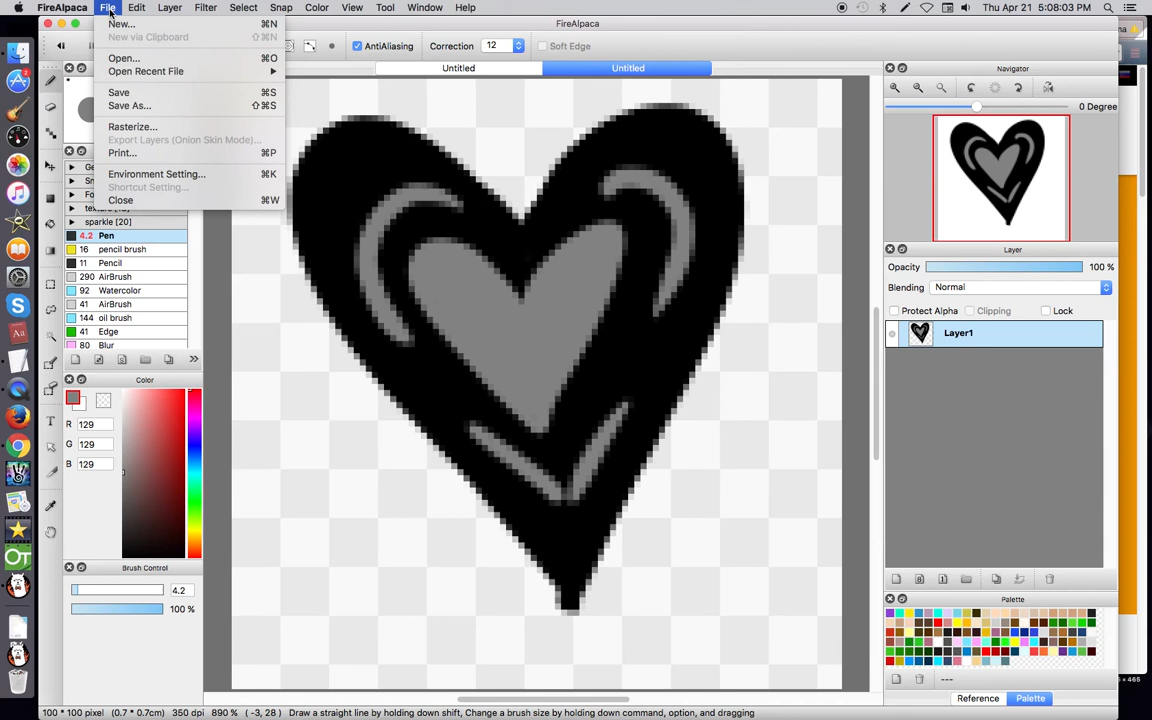 FireAlpaca File Edit Layer Filter Select Snap Color View Tool Window Help Thu Apr 21 5:08:03 PM
FireAlpaca
New... ⌘N
New via Clipboard ⇧⌘N
Open... ⌘O
Open Recent File ▶
Save ⌘S
Save As... ⇧⌘S
Rasterize...
Export Layers (Onion Skin Mode)...
Print... ⌘P
Environment Setting... ⌘K
Shortcut Setting...
Close ⌘W
AntiAliasing Correction 12 Soft Edge
Untitled Untitled
sparkle [20]
4.2 Pen
16 pencil brush
11 Pencil
290 AirBrush
92 Watercolor
41 AirBrush
144 oil brush
41 Edge
80 Blur
Color
R 129
G 129
B 129
Brush Control
4.2
100 %
Navigator
0 Degree
Layer
Opacity 100 %
Blending Normal
Protect Alpha Clipping Lock
Layer1
Palette
---
Reference Palette
100 * 100 pixel (0.7 * 0.7cm) 350 dpi 890 % ( -3, 28 ) Draw a straight line by holding down shift, Change a brush size by holding down command, option, and dragging